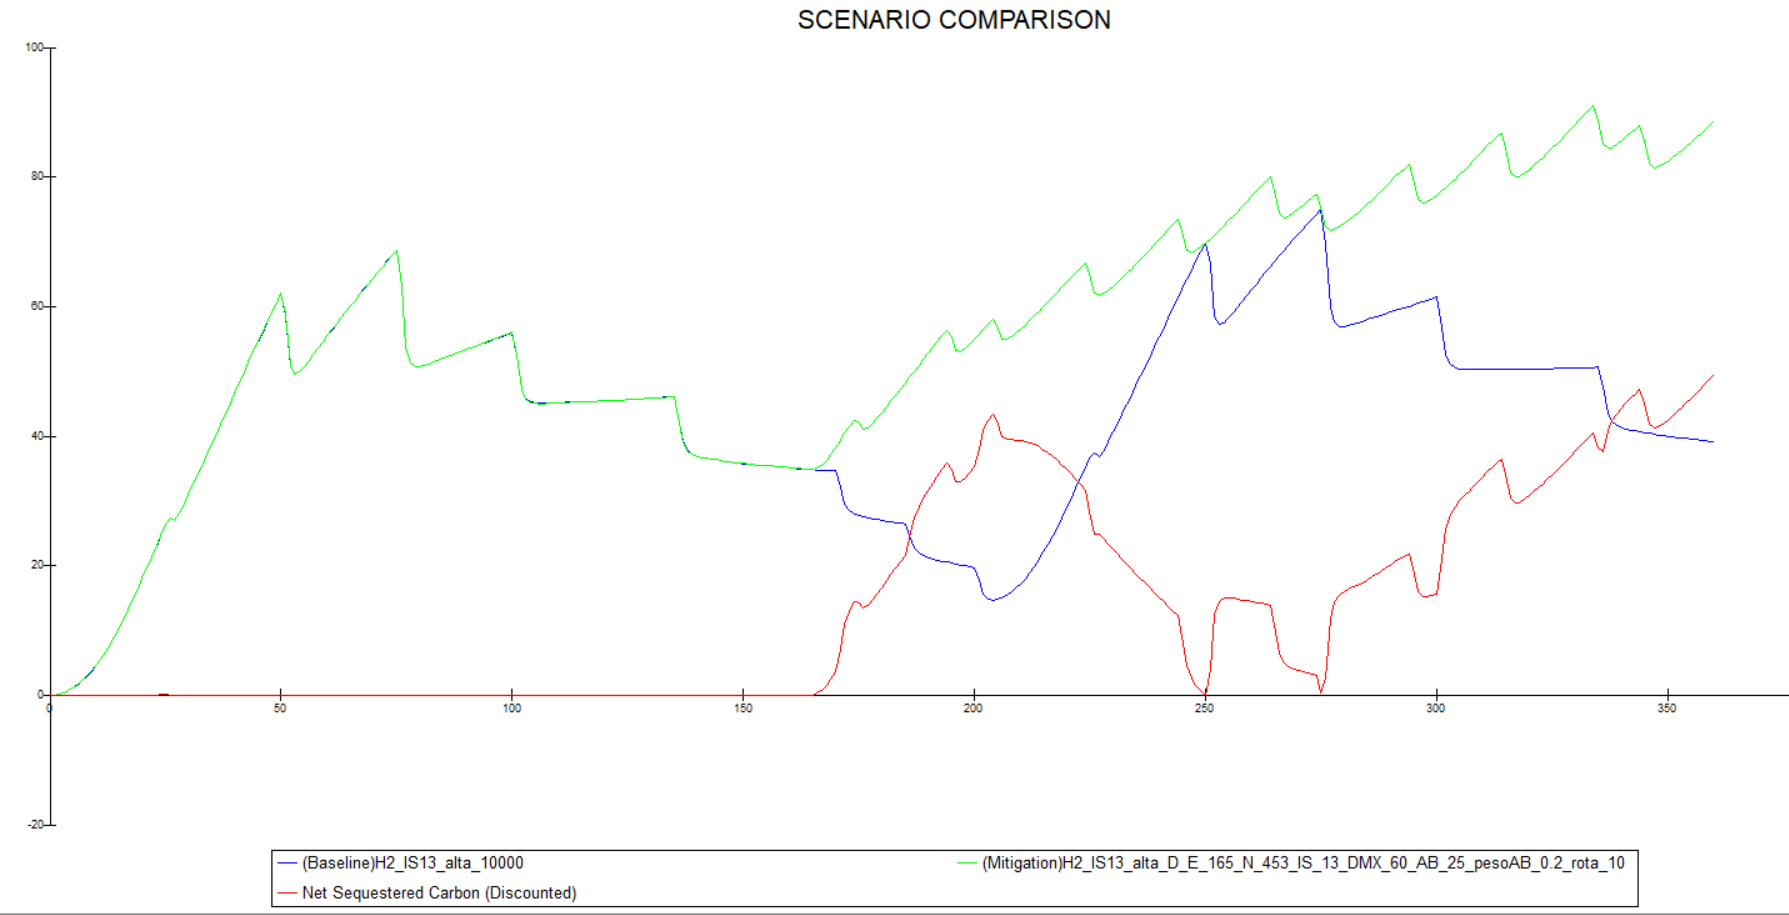 SCENARIO COMPARISON
100
80
60
40
20
0
0 50 100 150 200 250 300 350
-20
(Baseline)H2_IS13_alta_10000
(Mitigation)H2_IS13_alta_D_E_165_N_453_IS_13_DMX_60_AB_25_pesoAB_0.2_rota_10
Net Sequestered Carbon (Discounted)